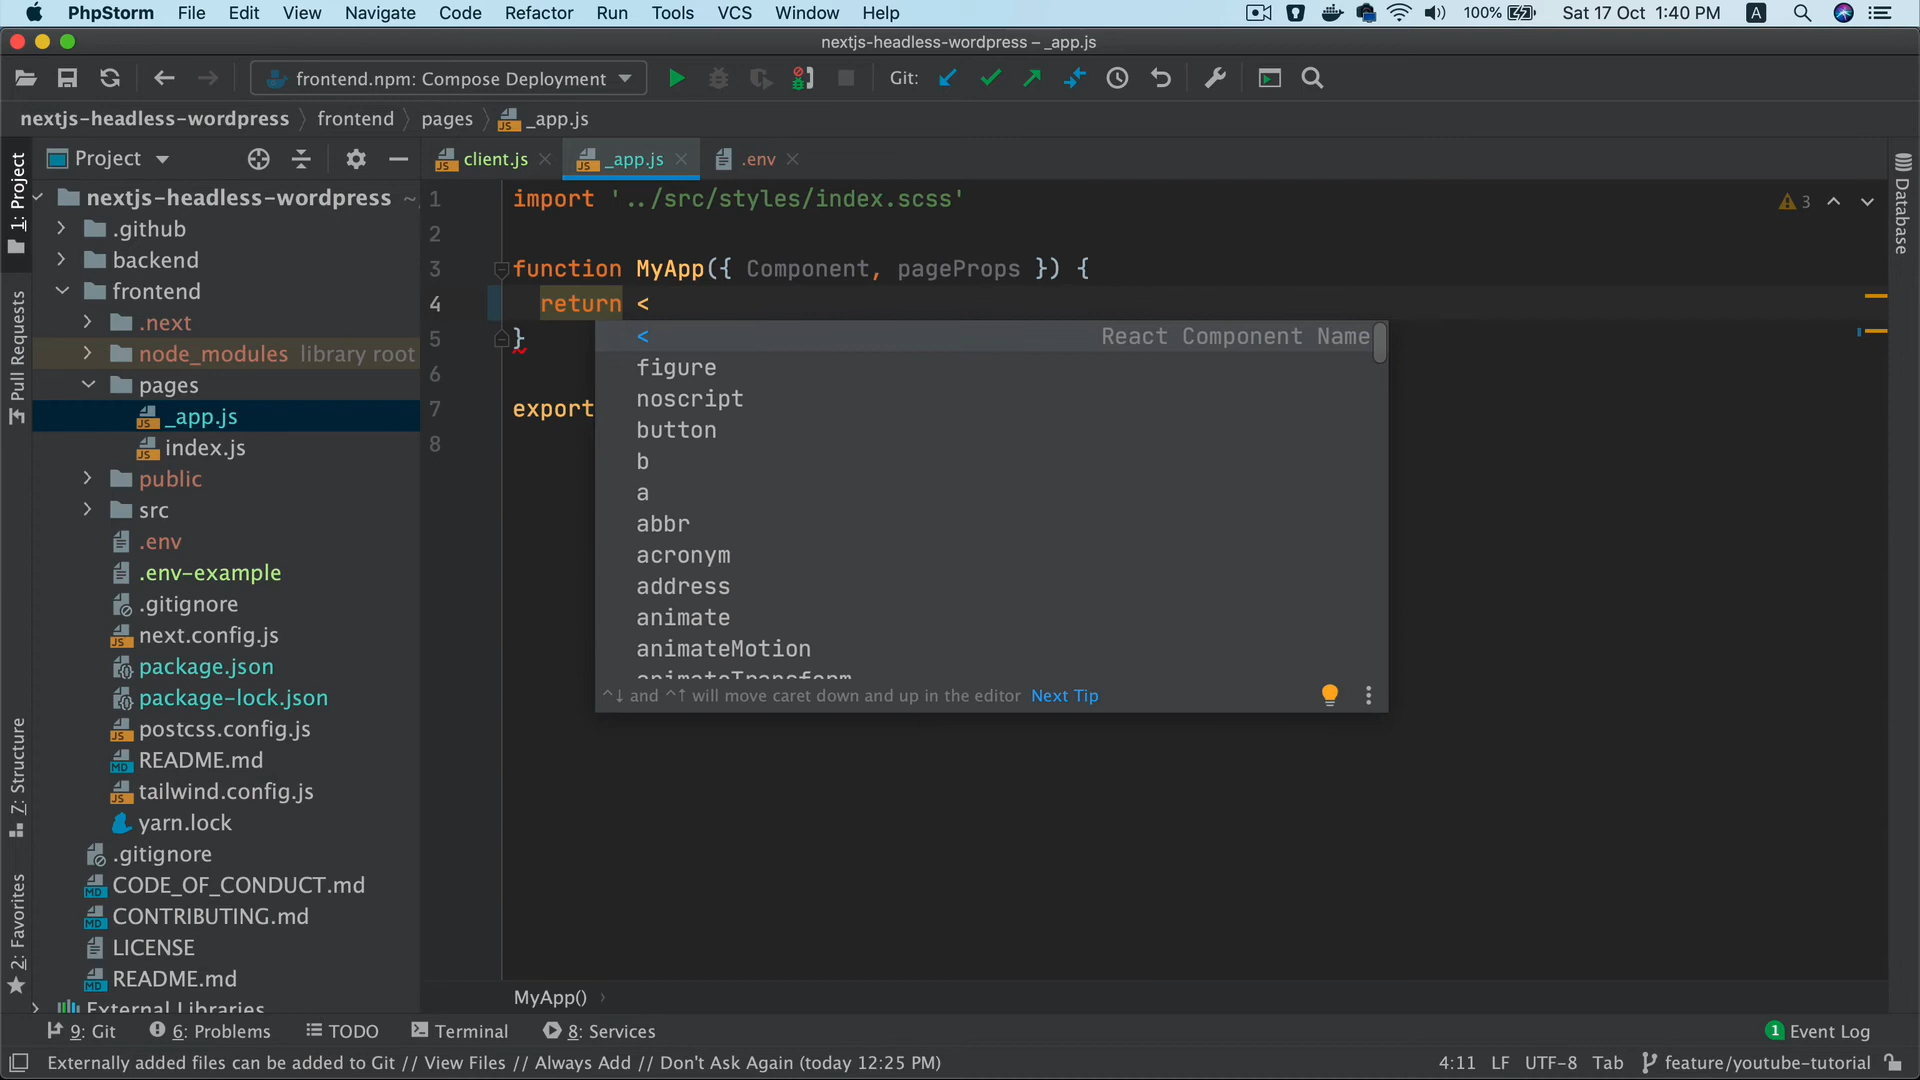 PhpStorm File Edit View Navigate Code Refactor Run Tools VCS Window Help 100% Sat 17 Oct 1:40 PM A
nextjs-headless-wordpress – _app.js
frontend.npm: Compose Deployment Git:
nextjs-headless-wordpress frontend pages _app.js
Project client.js _app.js .env
1: Project
Pull Requests
7: Structure
2: Favorites
Database
nextjs-headless-wordpress ~
.github
backend
frontend
.next
node_modules library root
pages
_app.js
index.js
public
src
.env
.env-example
.gitignore
next.config.js
package.json
package-lock.json
postcss.config.js
README.md
tailwind.config.js
yarn.lock
.gitignore
CODE_OF_CONDUCT.md
CONTRIBUTING.md
LICENSE
README.md
External Libraries
1 import '../src/styles/index.scss' 3
2
3 function MyApp({ Component, pageProps }) {
4 return <
5 }
6
7 export
8
< React Component Name
figure
noscript
button
b
a
abbr
acronym
address
animate
animateMotion
animateTransform
^↓ and ^↑ will move caret down and up in the editor Next Tip
MyApp()
9: Git 6: Problems TODO Terminal 8: Services 1 Event Log
Externally added files can be added to Git // View Files // Always Add // Don't Ask Again (today 12:25 PM) 4:11 LF UTF-8 Tab feature/youtube-tutorial